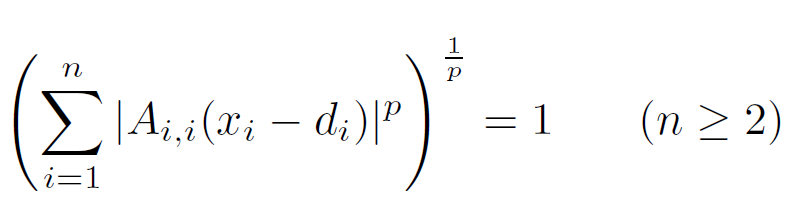 $$\left( \sum_{i=1}^{n} |A_{i,i}(x_i - d_i)|^p \right)^{\frac{1}{p}} = 1 \qquad (n \geq 2)$$